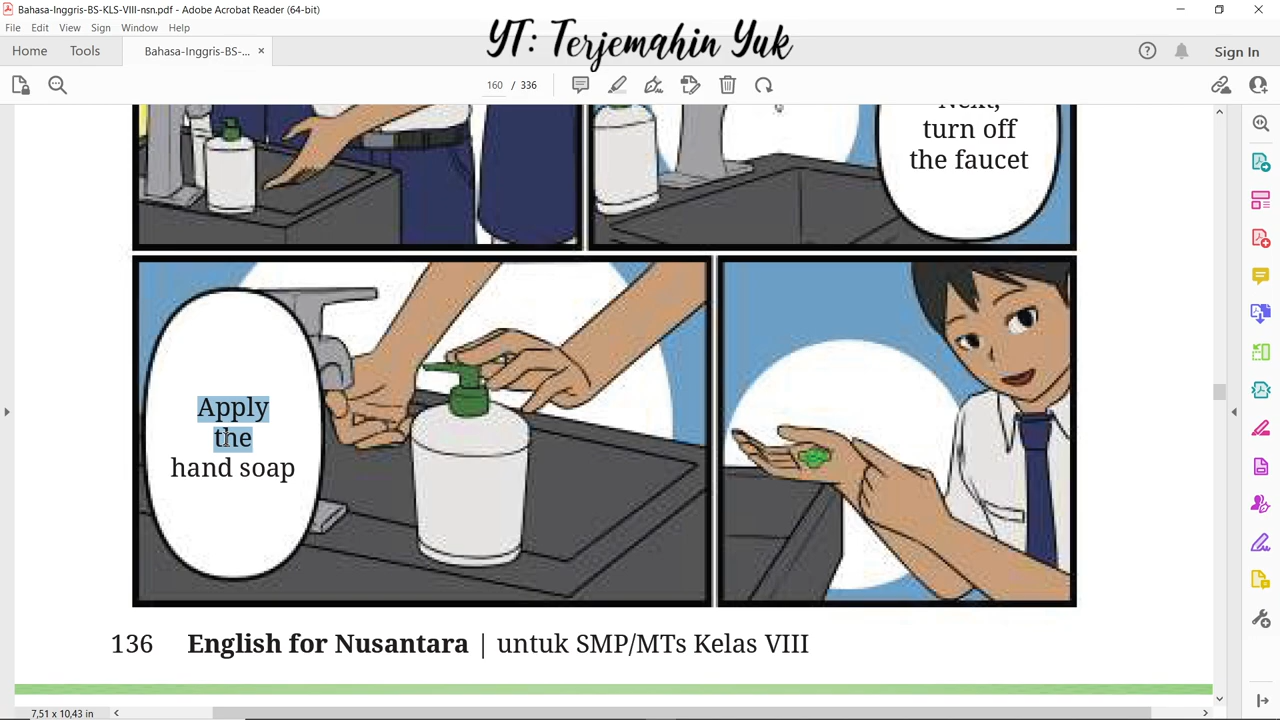 Bahasa-Inggris-BS-KLS-VIII-nsn.pdf - Adobe Acrobat Reader (64-bit)
File Edit View Sign Window Help
YT: Terjemahin Yuk
Home Tools Bahasa-Inggris-BS-... × Sign In
160 / 336
Next,
turn off
the faucet
Apply
the
hand soap
136 English for Nusantara | untuk SMP/MTs Kelas VIII
7,51 x 10,43 in